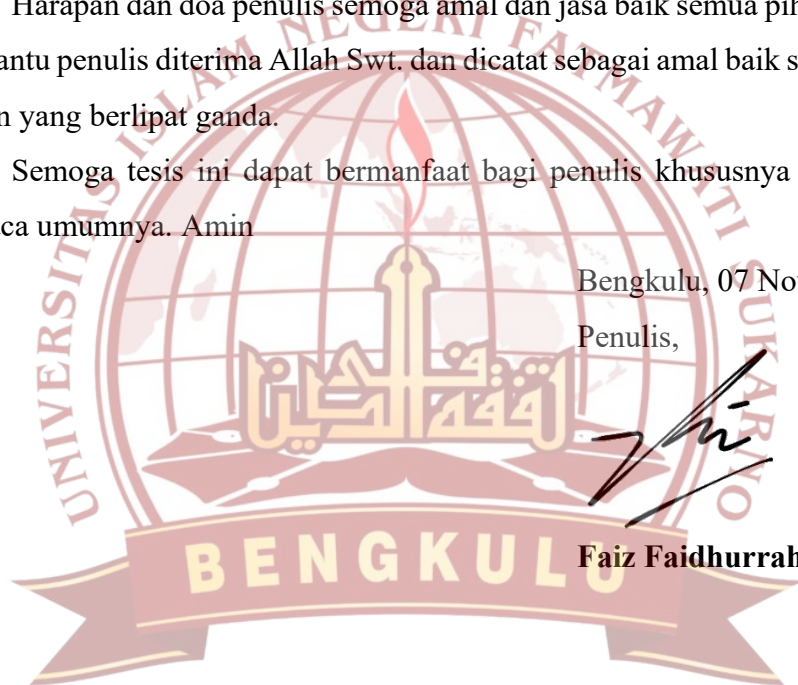 Harapan dan doa penulis semoga amal dan jasa baik semua pih
antu penulis diterima Allah Swt. dan dicatat sebagai amal baik s
n yang berlipat ganda.
Semoga tesis ini dapat bermanfaat bagi penulis khususnya
aca umumnya. Amin
Bengkulu, 07 No
Penulis,
Faiz Faidhurrah
UNIVERSITAS ISLAM NEGERI FATMAWATI SUKARNO
BENGKULU